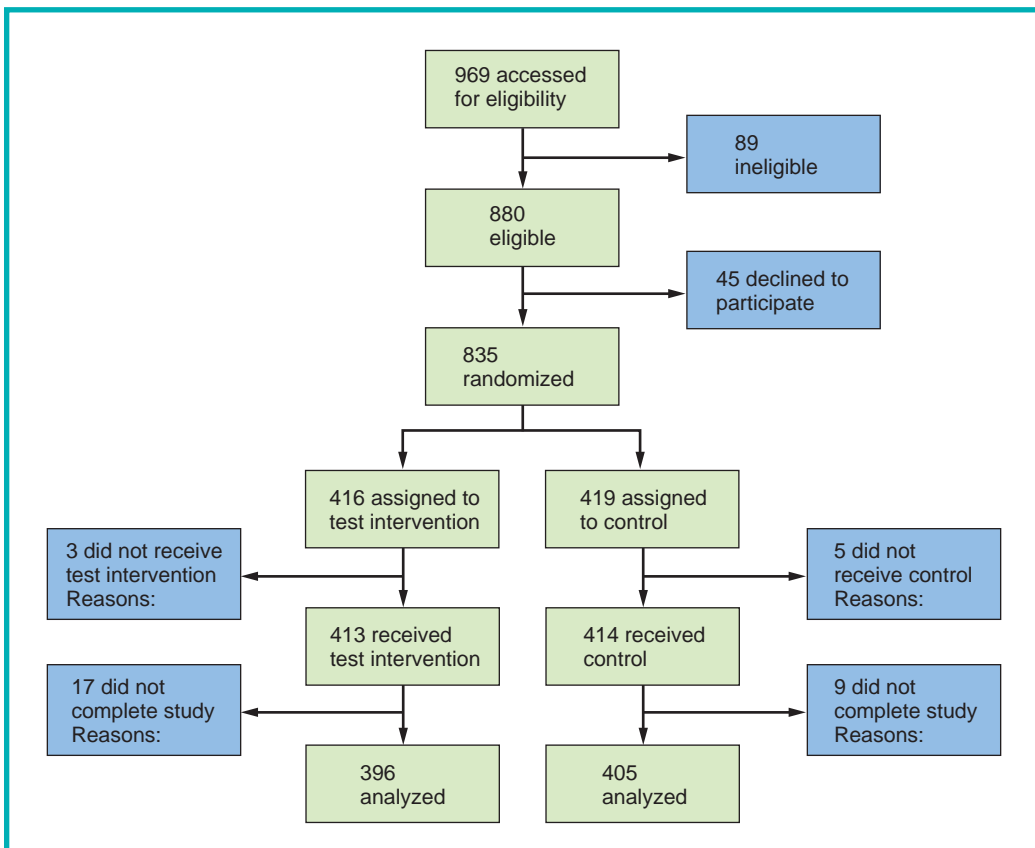 969 accessed
for eligibility
89
ineligible
880
eligible
45 declined to
participate
835
randomized
416 assigned to
test intervention
419 assigned
to control
3 did not receive
test intervention
Reasons:
5 did not
receive control
Reasons:
413 received
test intervention
414 received
control
17 did not
complete study
Reasons:
9 did not
complete study
Reasons:
396
analyzed
405
analyzed